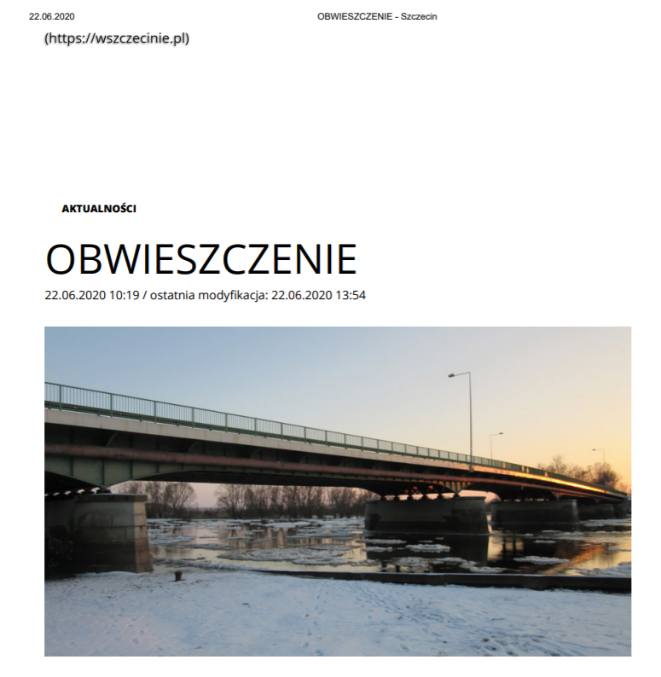 22.06.2020 OBWIESZCZENIE - Szczecin
(https://wszczecinie.pl)
AKTUALNOŚCI
OBWIESZCZENIE
22.06.2020 10:19 / ostatnia modyfikacja: 22.06.2020 13:54